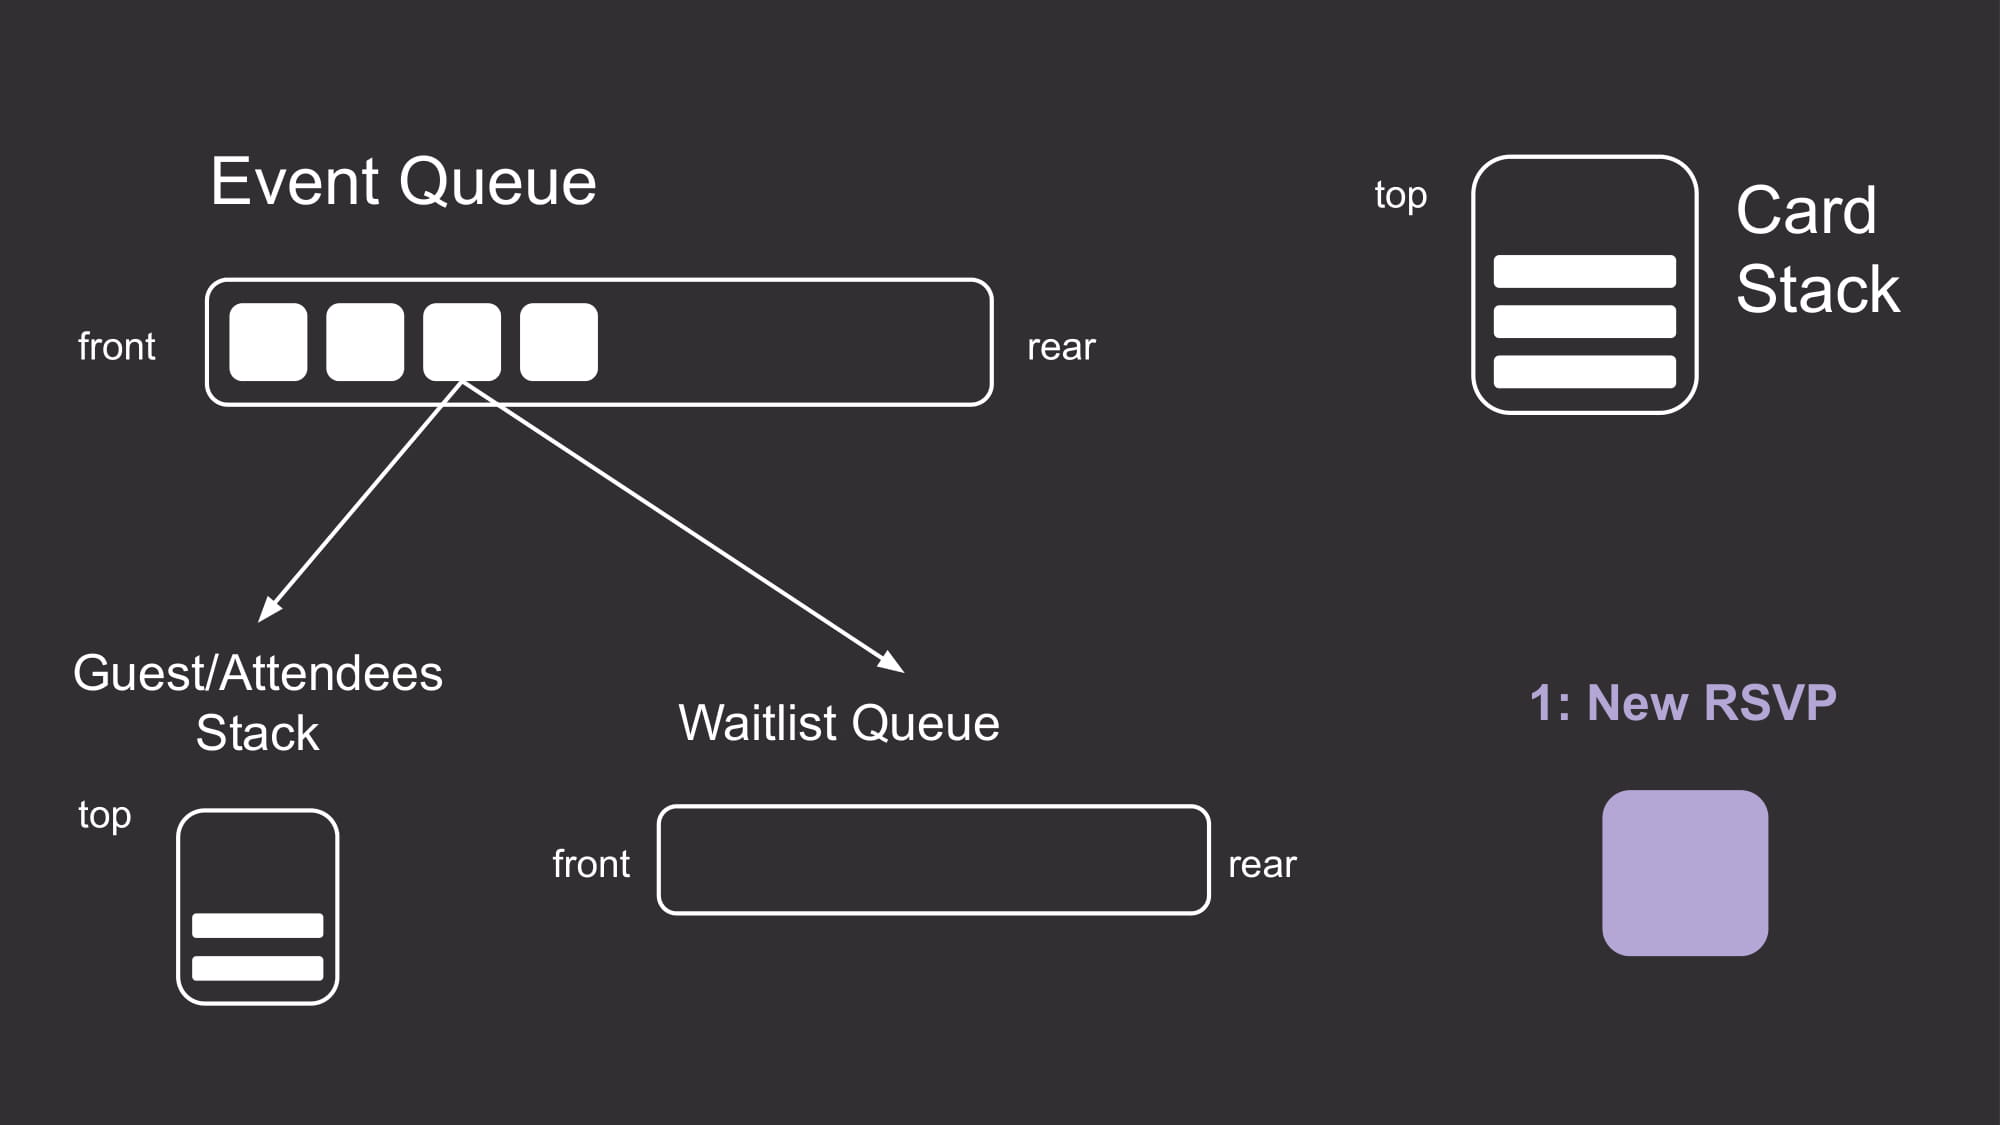 Event Queue
top
Card
Stack
front
rear
Guest/Attendees
Stack
Waitlist Queue
1: New RSVP
top
front
rear